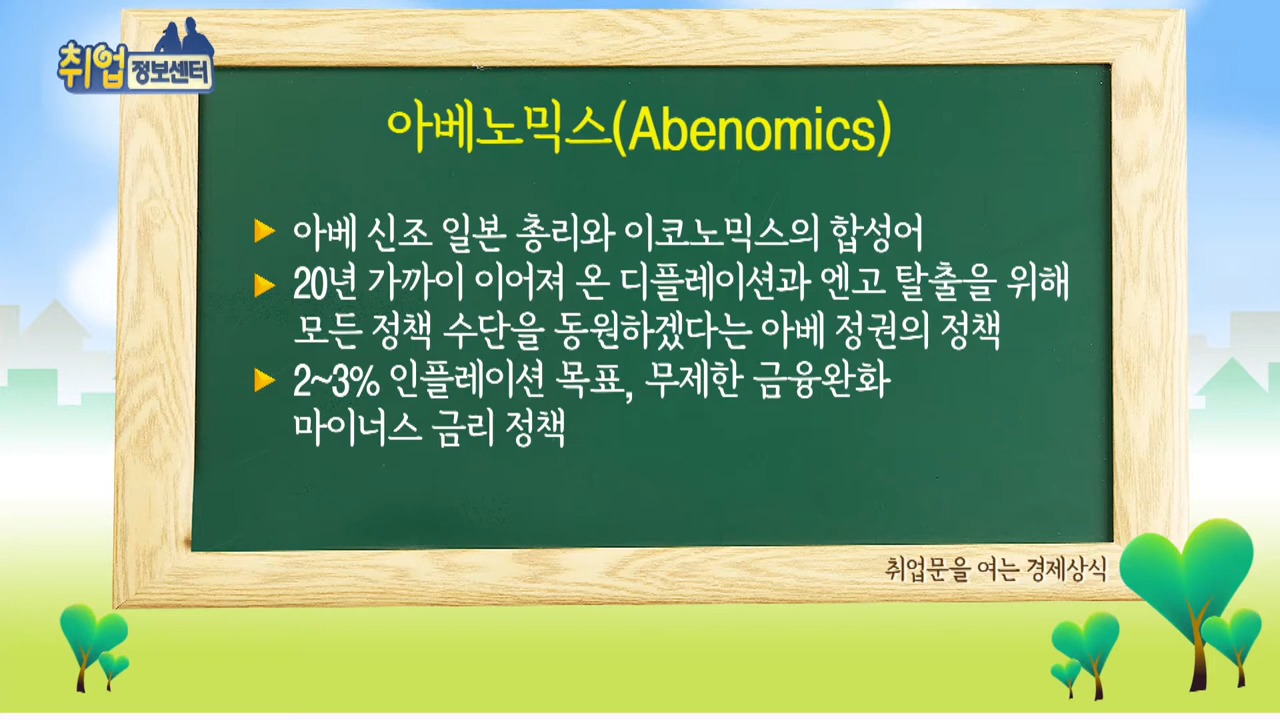 취업 정보센터
아베노믹스(Abenomics)
▶ 아베 신조 일본 총리와 이코노믹스의 합성어
▶ 20년 가까이 이어져 온 디플레이션과 엔고 탈출을 위해
모든 정책 수단을 동원하겠다는 아베 정권의 정책
▶ 2~3% 인플레이션 목표, 무제한 금융완화
마이너스 금리 정책
취업문을 여는 경제상식